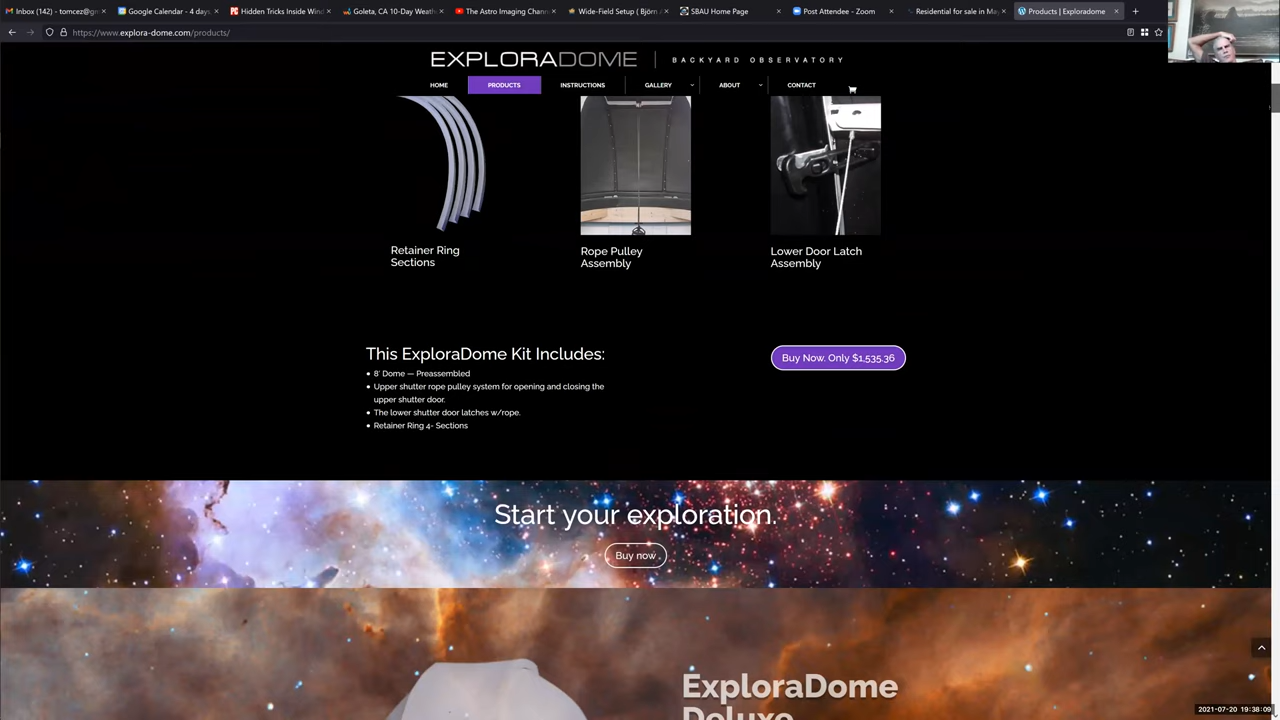 Inbox (142) - tomcez@g
Google Calendar - 4 days
Hidden Tricks Inside Win
Goleta, CA 10-Day Weath
The Astro Imaging Chann
Wide-Field Setup ( Björn
SBAU Home Page
Post Attendee - Zoom
Residential for sale in Ma
Products | Exploradome
https://www.explora-dome.com/products/
EXPLORADOME | BACKYARD OBSERVATORY
HOME
PRODUCTS
INSTRUCTIONS
GALLERY
ABOUT
CONTACT
Retainer Ring
Sections
Rope Pulley
Assembly
Lower Door Latch
Assembly
This ExploraDome Kit Includes:
Buy Now. Only $1,535.36
• 8' Dome — Preassembled
• Upper shutter rope pulley system for opening and closing the
upper shutter door.
• The lower shutter door latches w/rope.
• Retainer Ring 4- Sections
Start your exploration.
Buy now
ExploraDome
Deluxe
2021-07-20 19:38:09